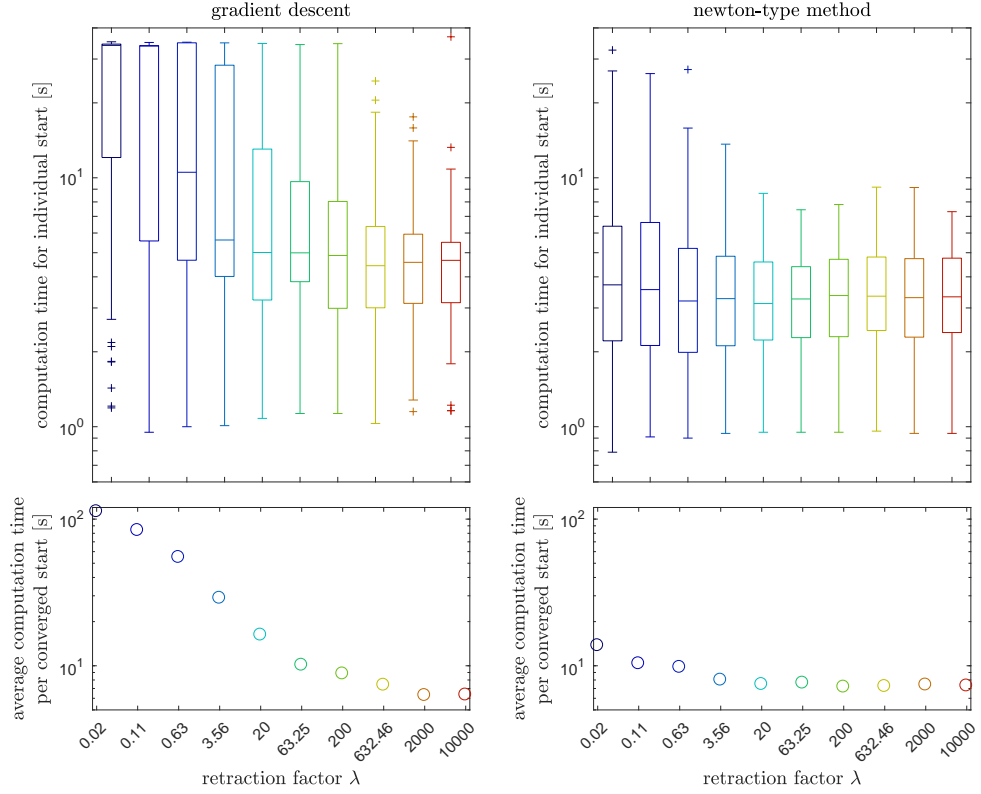 gradient descent
newton-type method
computation time for individual start [s]
10^1
10^0
computation time for individual start [s]
10^1
10^0
average computation time
per converged start [s]
10^2
10^1
0.02
0.11
0.63
3.56
20
63.25
200
632.46
2000
10000
retraction factor λ
average computation time
per converged start [s]
10^2
10^1
0.02
0.11
0.63
3.56
20
63.25
200
632.46
2000
10000
retraction factor λ